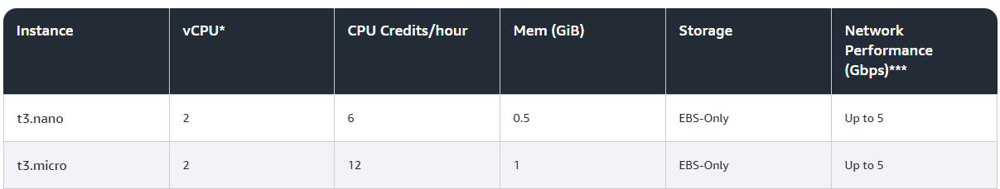 Instance vCPU* CPU Credits/hour Mem (GiB) Storage Network
Performance
(Gbps)***
t3.nano 2 6 0.5 EBS-Only Up to 5
t3.micro 2 12 1 EBS-Only Up to 5